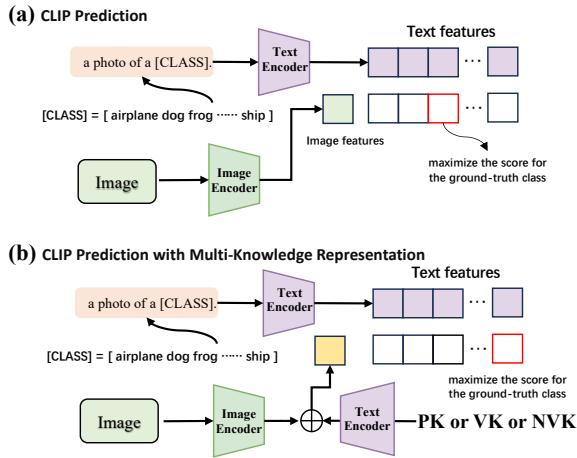 (a) CLIP Prediction
Text features
a photo of a [CLASS].
Text
Encoder
···
[CLASS] = [ airplane dog frog ······ ship ]
···
Image features
maximize the score for
the ground-truth class
Image
Image
Encoder
(b) CLIP Prediction with Multi-Knowledge Representation
Text features
a photo of a [CLASS].
Text
Encoder
···
[CLASS] = [ airplane dog frog ······ ship ]
···
maximize the score for
the ground-truth class
Image
Image
Encoder
Text
Encoder
PK or VK or NVK